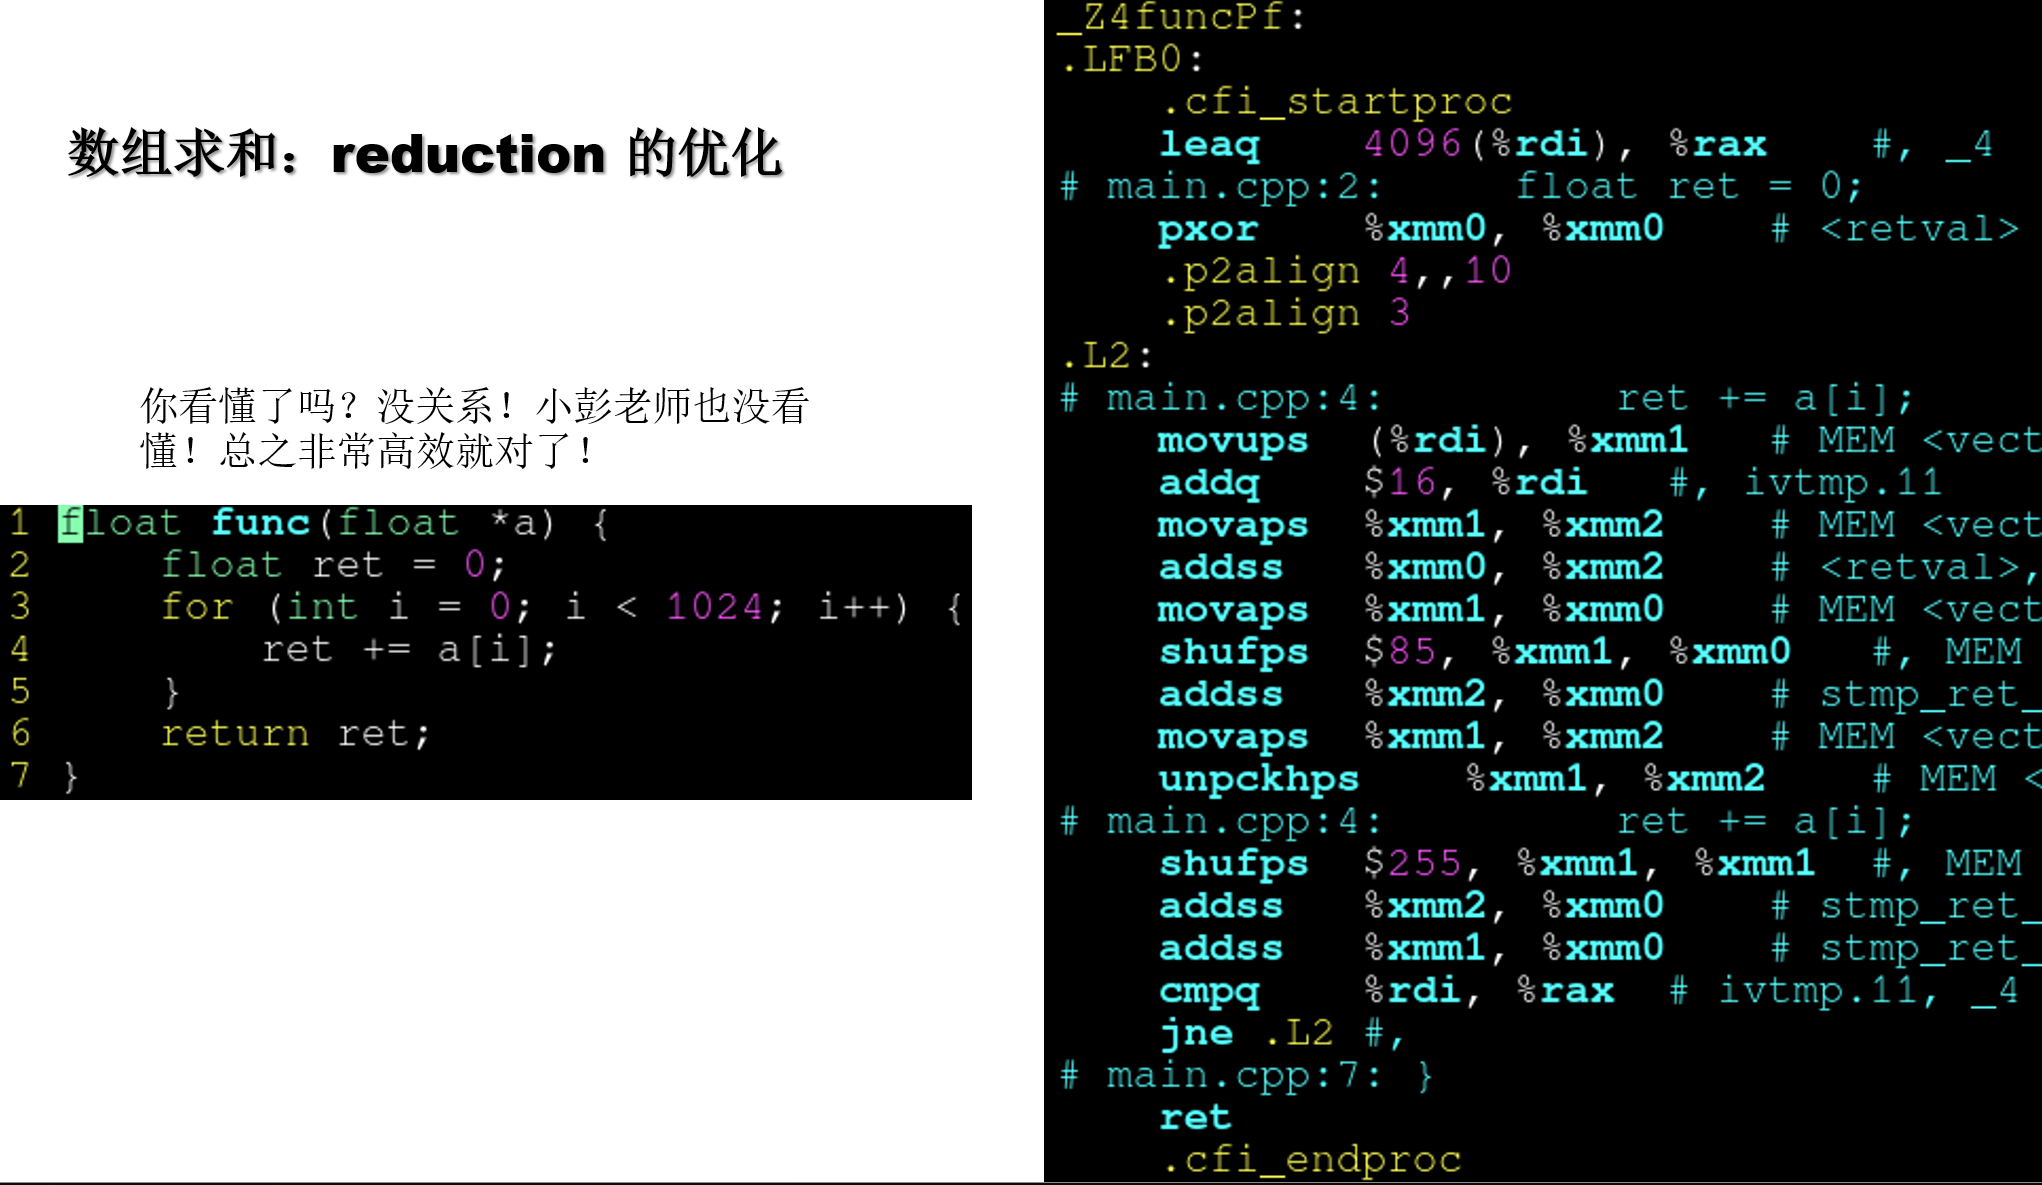 数组求和：reduction 的优化
你看懂了吗？没关系！小彭老师也没看
懂！总之非常高效就对了！
1 float func(float *a) {
2     float ret = 0;
3     for (int i = 0; i < 1024; i++) {
4         ret += a[i];
5     }
6     return ret;
7 }
_Z4funcPf:
.LFB0:
    .cfi_startproc
    leaq    4096(%rdi), %rax    #, _4
# main.cpp:2:     float ret = 0;
    pxor    %xmm0, %xmm0    # <retval>
    .p2align 4,,10
    .p2align 3
.L2:
# main.cpp:4:         ret += a[i];
    movups  (%rdi), %xmm1   # MEM <vect
    addq    $16, %rdi   #, ivtmp.11
    movaps  %xmm1, %xmm2    # MEM <vect
    addss   %xmm0, %xmm2    # <retval>,
    movaps  %xmm1, %xmm0    # MEM <vect
    shufps  $85, %xmm1, %xmm0   #, MEM
    addss   %xmm2, %xmm0    # stmp_ret_
    movaps  %xmm1, %xmm2    # MEM <vect
    unpckhps    %xmm1, %xmm2    # MEM <
# main.cpp:4:         ret += a[i];
    shufps  $255, %xmm1, %xmm1  #, MEM
    addss   %xmm2, %xmm0    # stmp_ret_
    addss   %xmm1, %xmm0    # stmp_ret_
    cmpq    %rdi, %rax  # ivtmp.11, _4
    jne .L2 #,
# main.cpp:7: }
    ret
    .cfi_endproc